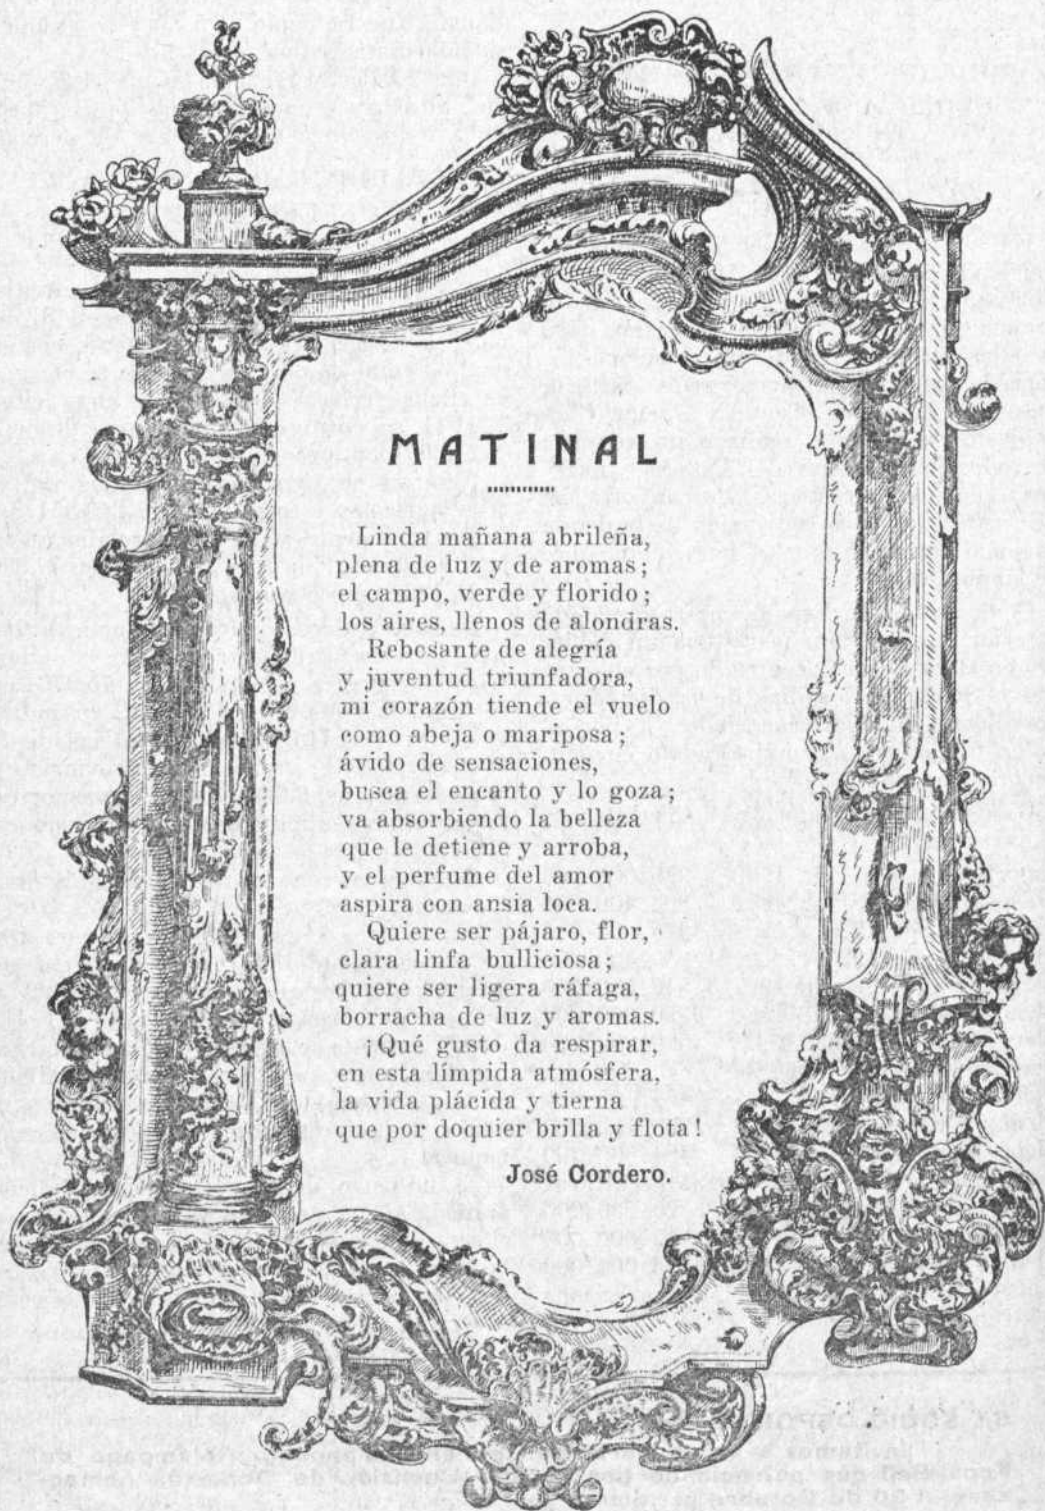 MATINAL
Linda mañana abrileña,
plena de luz y de aromas;
el campo, verde y florido;
los aires, llenos de alondras.
Rebosante de alegría
y juventud triunfadora,
mi corazón tiende el vuelo
como abeja o mariposa;
ávido de sensaciones,
busca el encanto y lo goza;
va absorbiendo la belleza
que le detiene y arroba,
y el perfume del amor
aspira con ansia loca.
Quiere ser pájaro, flor,
clara linfa bulliciosa;
quiere ser ligera ráfaga,
borracha de luz y aromas.
¡Qué gusto da respirar,
en esta límpida atmósfera,
la vida plácida y tierna
que por doquier brilla y flota!
José Cordero.